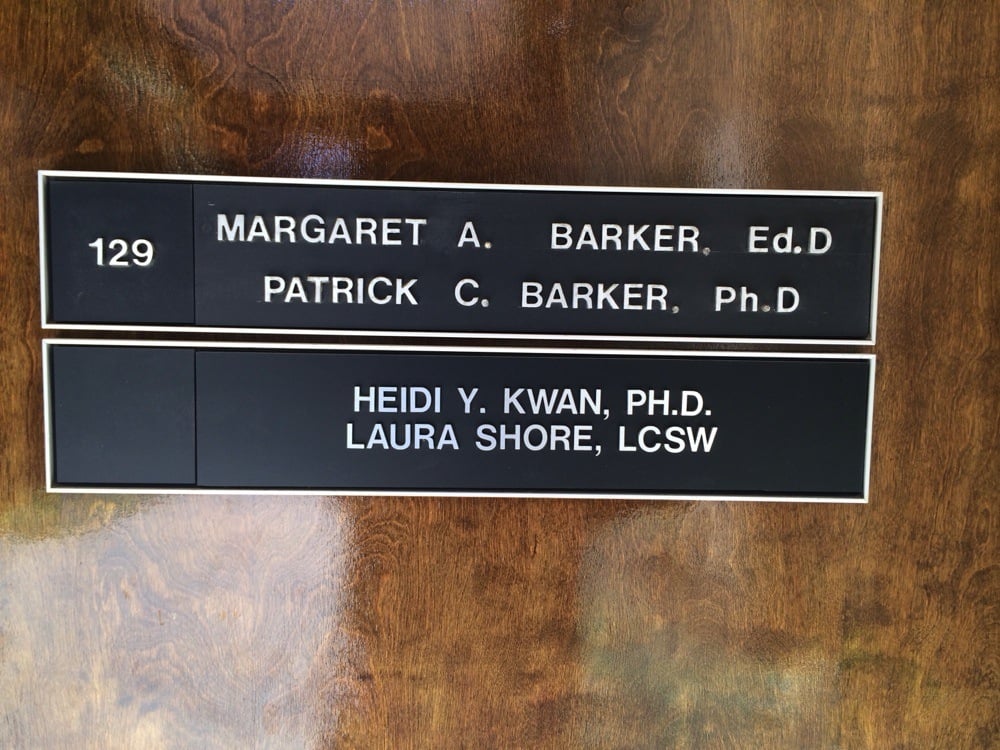 129
MARGARET A. BARKER, Ed.D
PATRICK C. BARKER, Ph.D
HEIDI Y. KWAN, PH.D.
LAURA SHORE, LCSW